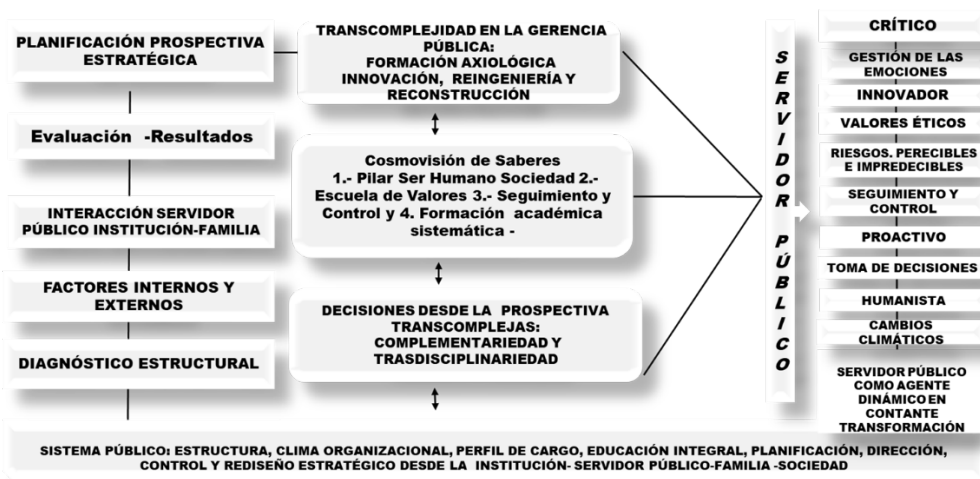 PLANIFICACIÓN PROSPECTIVA
ESTRATÉGICA
Evaluación -Resultados
INTERACCIÓN SERVIDOR
PÚBLICO INSTITUCIÓN-FAMILIA
FACTORES INTERNOS Y
EXTERNOS
DIAGNÓSTICO ESTRUCTURAL
TRANSCOMPLEJIDAD EN LA GERENCIA
PÚBLICA:
FORMACIÓN AXIOLÓGICA
INNOVACIÓN, REINGENIERÍA Y
RECONSTRUCCIÓN
Cosmovisión de Saberes
1.- Pilar Ser Humano Sociedad 2.-
Escuela de Valores 3.- Seguimiento y
Control y 4. Formación académica
sistemática -
DECISIONES DESDE LA PROSPECTIVA
TRANSCOMPLEJAS:
COMPLEMENTARIEDAD Y
TRASDISCIPLINARIEDAD
SERVIDOR PÚBLICO
CRÍTICO
GESTIÓN DE LAS
EMOCIONES
INNOVADOR
VALORES ÉTICOS
RIESGOS. PERECIBLES
E IMPREDECIBLES
SEGUIMIENTO Y
CONTROL
PROACTIVO
TOMA DE DECISIONES
HUMANISTA
CAMBIOS
CLIMÁTICOS
SERVIDOR PÚBLICO
COMO AGENTE
DINÁMICO EN
CONTANTE
TRANSFORMACIÓN
SISTEMA PÚBLICO: ESTRUCTURA, CLIMA ORGANIZACIONAL, PERFIL DE CARGO, EDUCACIÓN INTEGRAL, PLANIFICACIÓN, DIRECCIÓN,
CONTROL Y REDISEÑO ESTRATÉGICO DESDE LA INSTITUCIÓN- SERVIDOR PÚBLICO-FAMILIA -SOCIEDAD